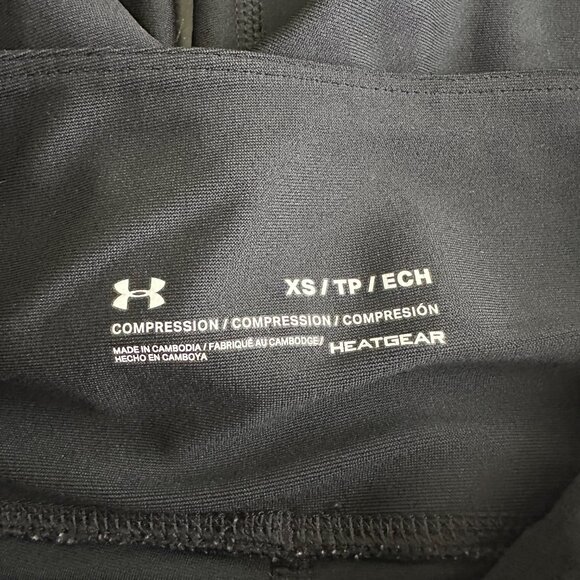 XS / TP / ECH
COMPRESSION / COMPRESSION / COMPRESIÓN
MADE IN CAMBODIA / FABRIQUÉ AU CAMBODGE /
HECHO EN CAMBOYA
HEATGEAR